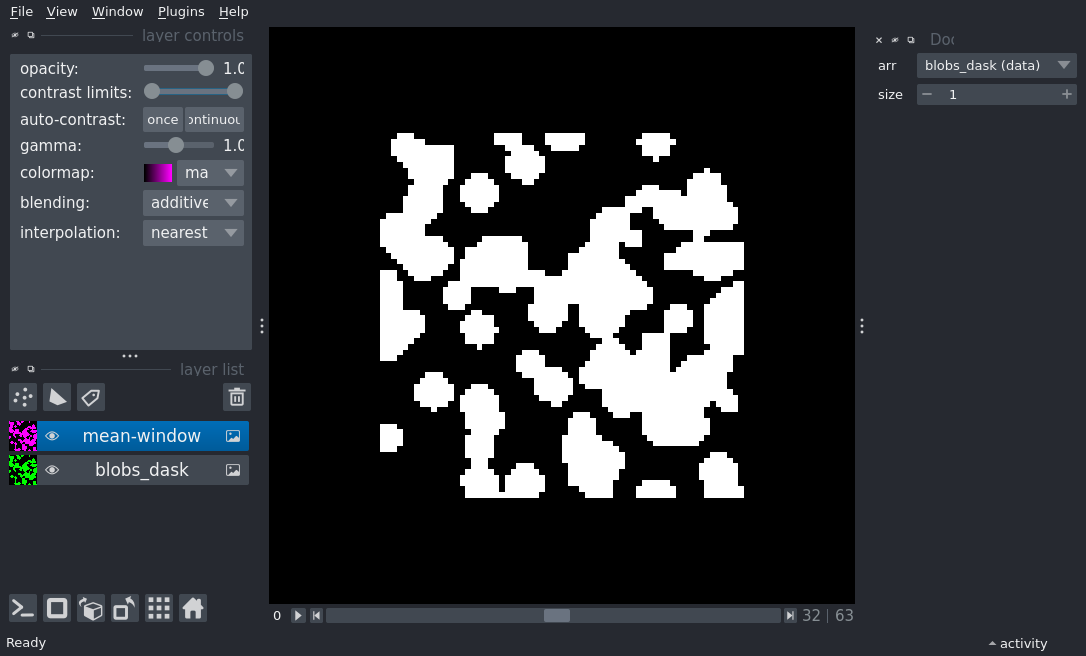 File View Window Plugins Help
layer controls
opacity: 1.0
contrast limits:
auto-contrast: once ontinuou
gamma: 1.0
colormap: ma
blending: additive
interpolation: nearest
layer list
mean-window
blobs_dask
0 32 | 63
Ready
Doc
arr blobs_dask (data)
size 1
activity